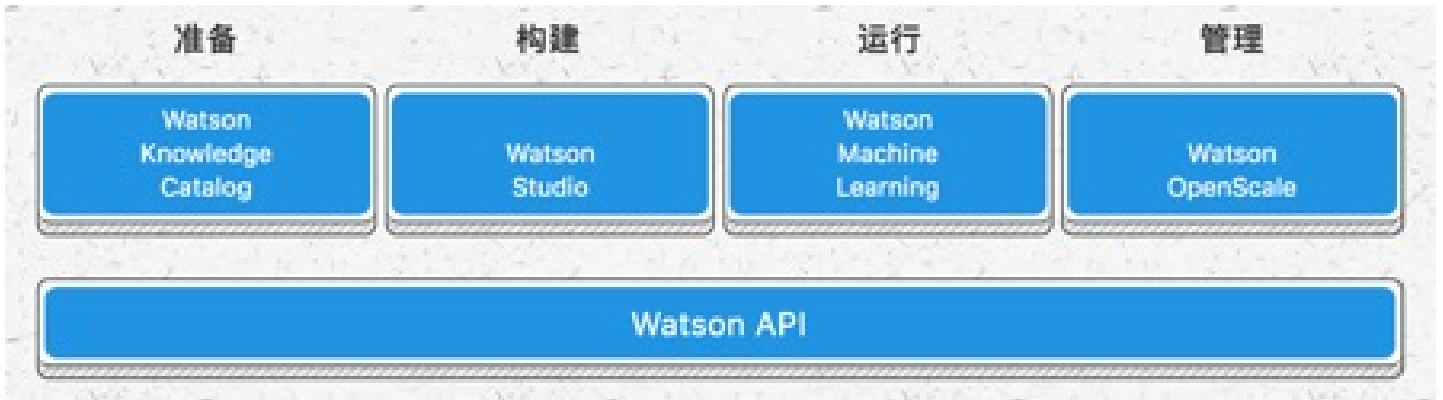 准备
构建
运行
管理
Watson
Knowledge
Catalog
Watson
Studio
Watson
Machine
Learning
Watson
OpenScale
Watson API